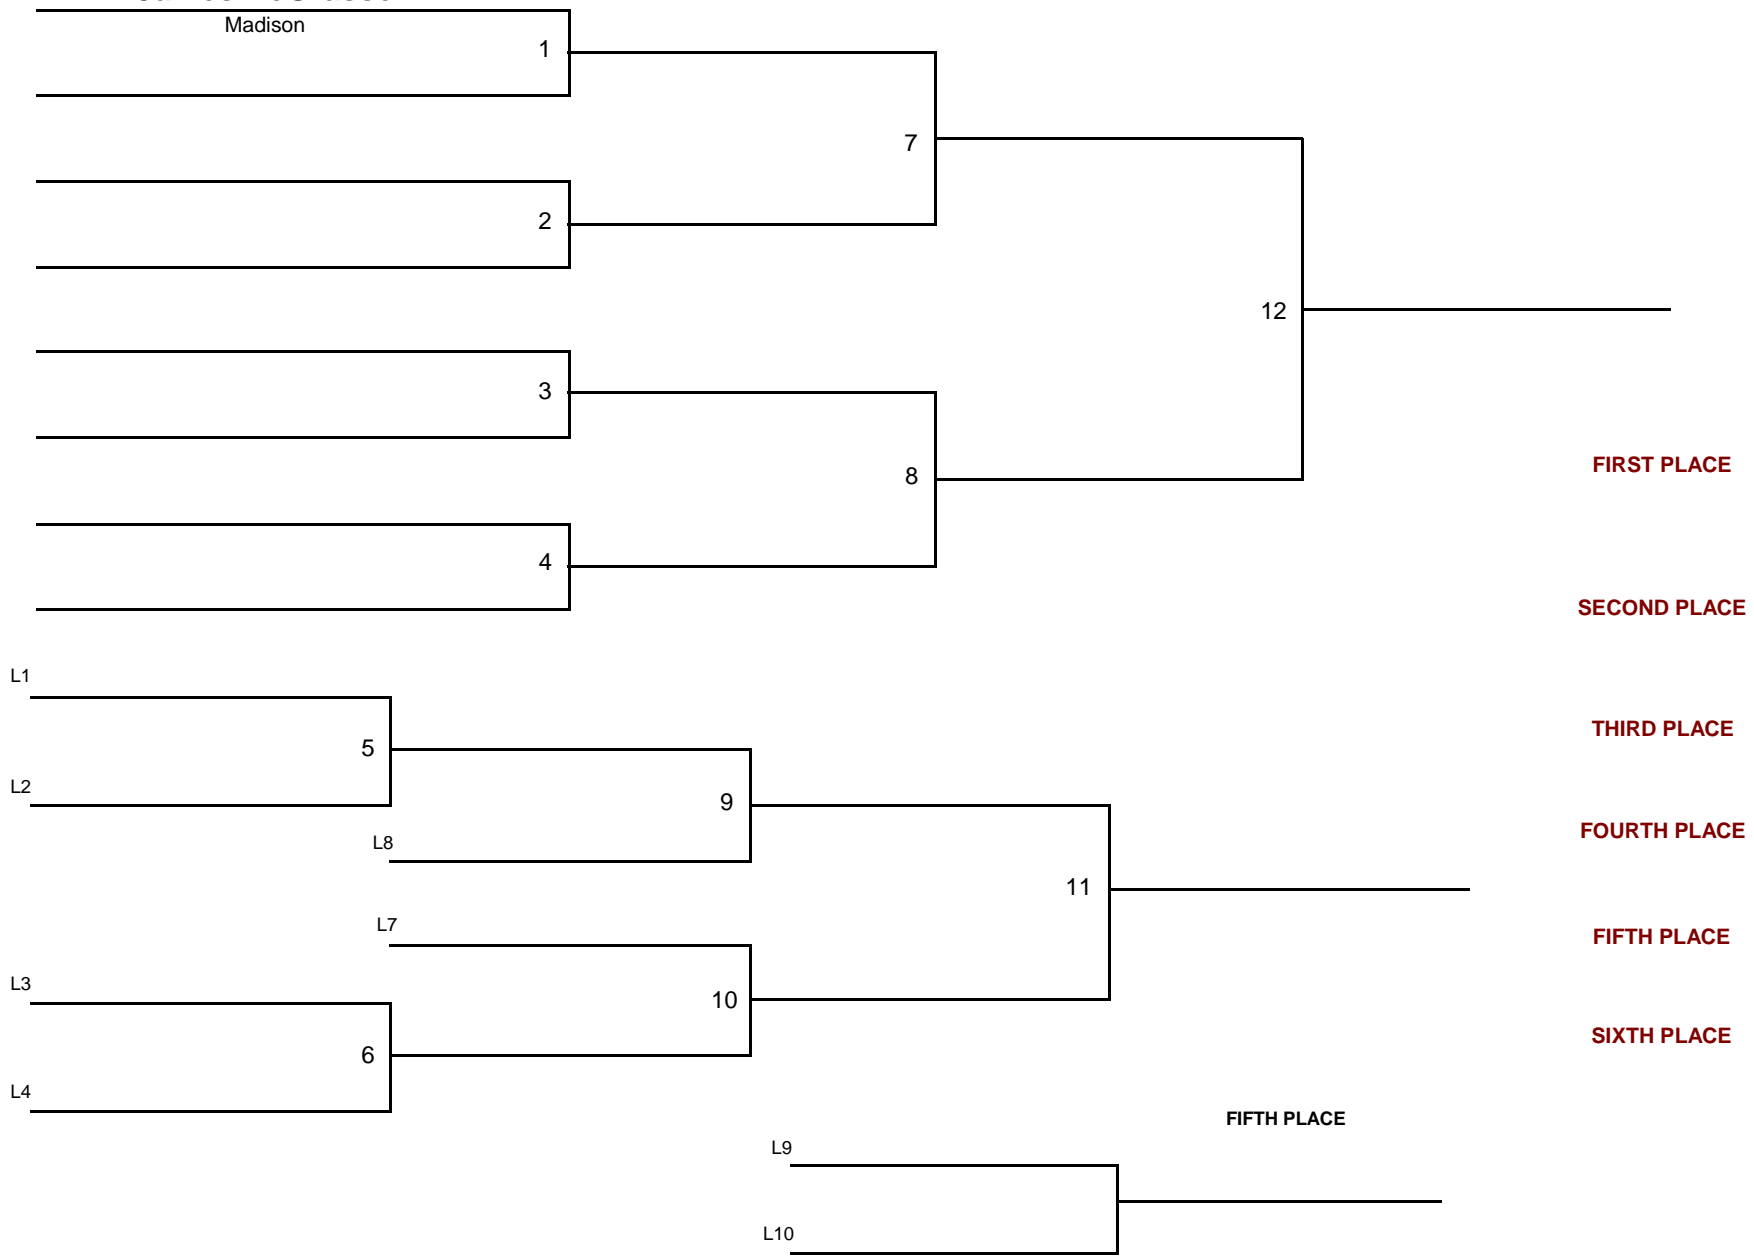 Madison
1
7
2
12
3
FIRST PLACE
8
4
SECOND PLACE
L1
THIRD PLACE
5
L2
9
FOURTH PLACE
L8
11
L7
FIFTH PLACE
L3
10
SIXTH PLACE
6
L4
FIFTH PLACE
L9
L10